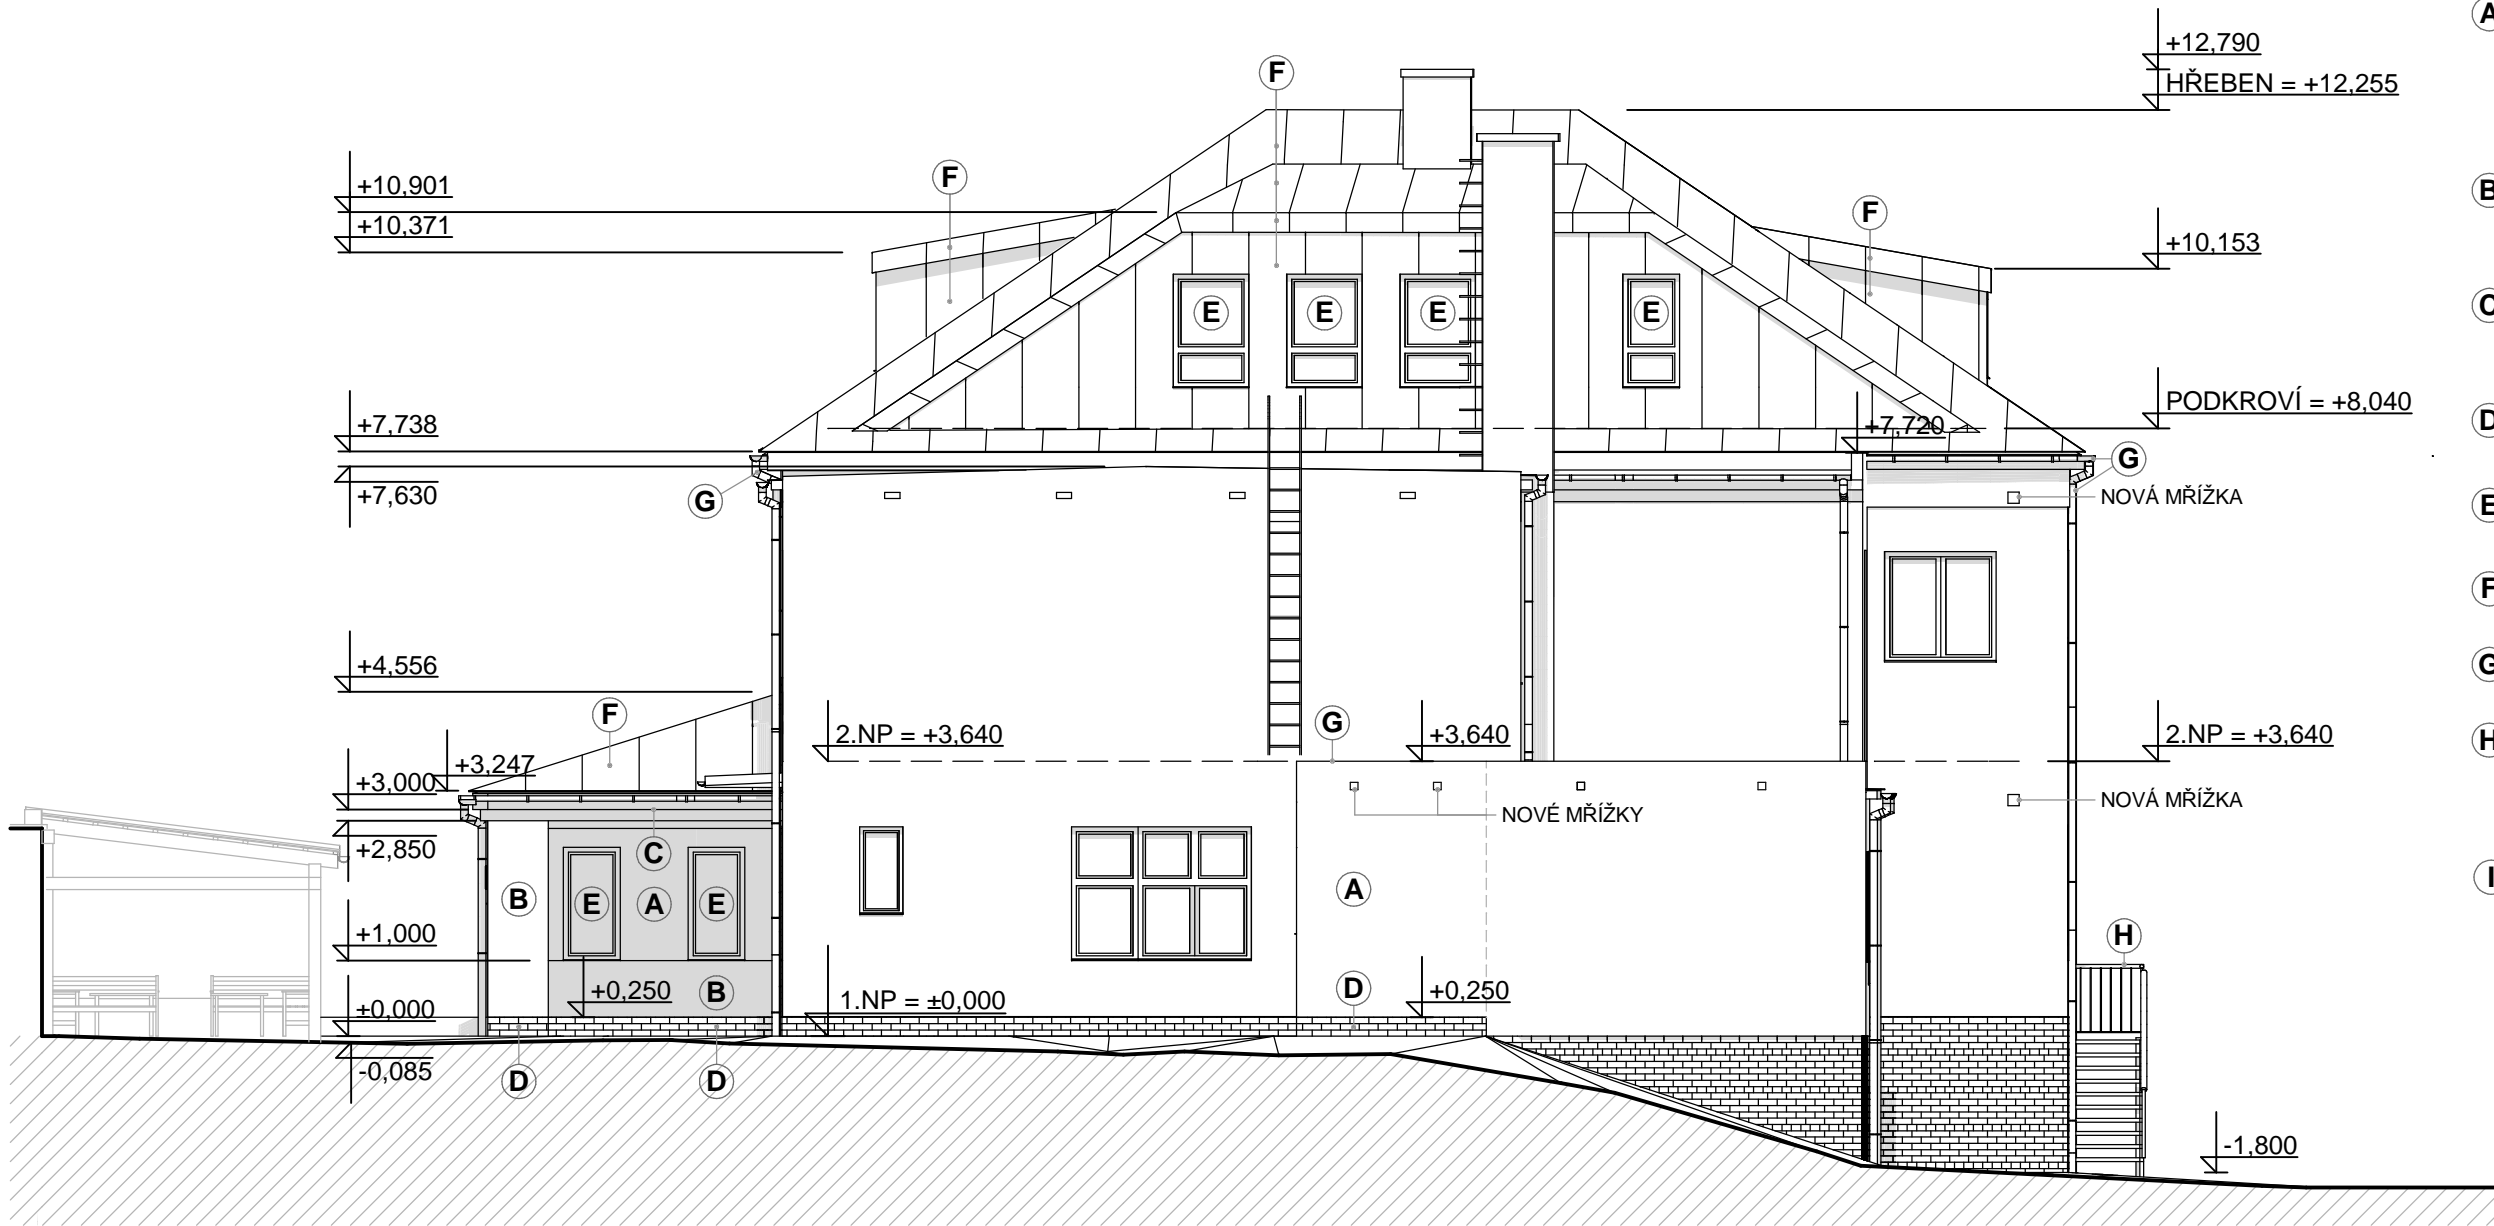 A
+12,790
HŘEBEN = +12,255
F
F
+10,901
+10,371
B
F
+10,153
C
E
E
E
E
PODKROVÍ = +8,040
+7,738
+7,720
D
+7,630
G
G
NOVÁ MŘÍŽKA
E
F
+4,556
G
F
G
2.NP = +3,640
+3,640
2.NP = +3,640
H
+3,247
+3,000
NOVÉ MŘÍŽKY
NOVÁ MŘÍŽKA
+2,850
C
B
E
A
E
A
I
+1,000
H
+0,250
B
D
+0,250
1.NP = ±0,000
+0,000
-0,085
D
D
-1,800